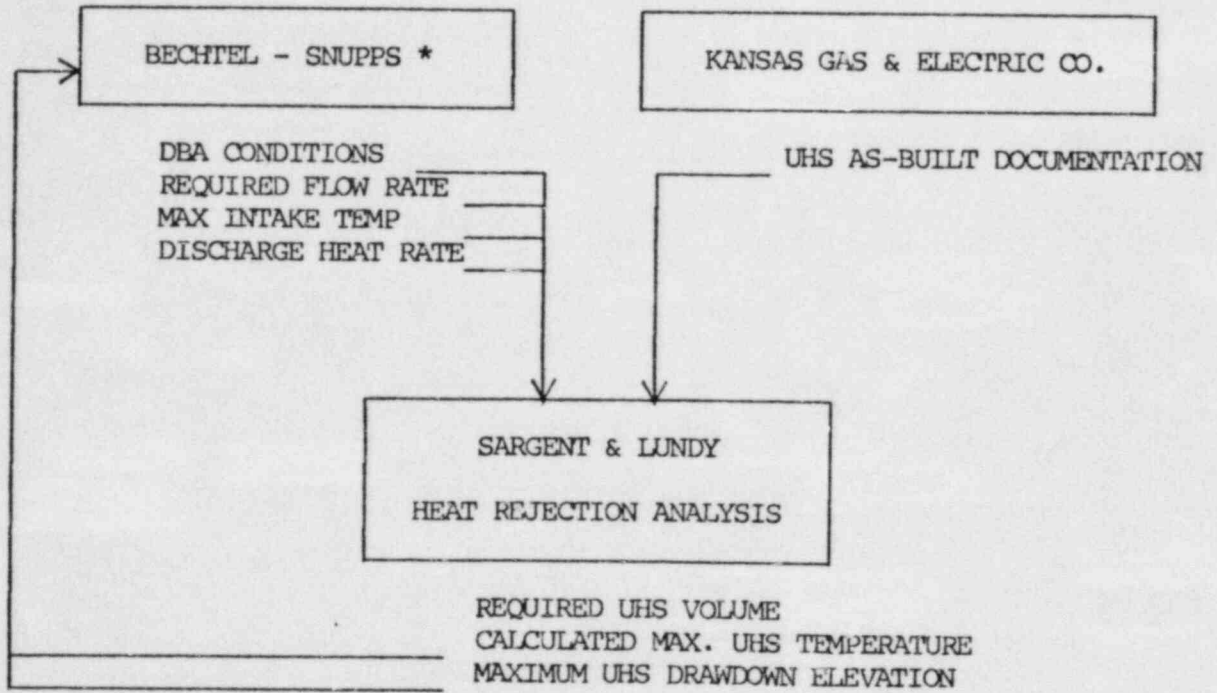 BECHTEL - SNUPPS *
KANSAS GAS & ELECTRIC CO.
DBA CONDITIONS
REQUIRED FLOW RATE
MAX INTAKE TEMP
DISCHARGE HEAT RATE
UHS AS-BUILT DOCUMENTATION
SARGENT & LUNDY
HEAT REJECTION ANALYSIS
REQUIRED UHS VOLUME
CALCULATED MAX. UHS TEMPERATURE
MAXIMUM UHS DRAWDOWN ELEVATION